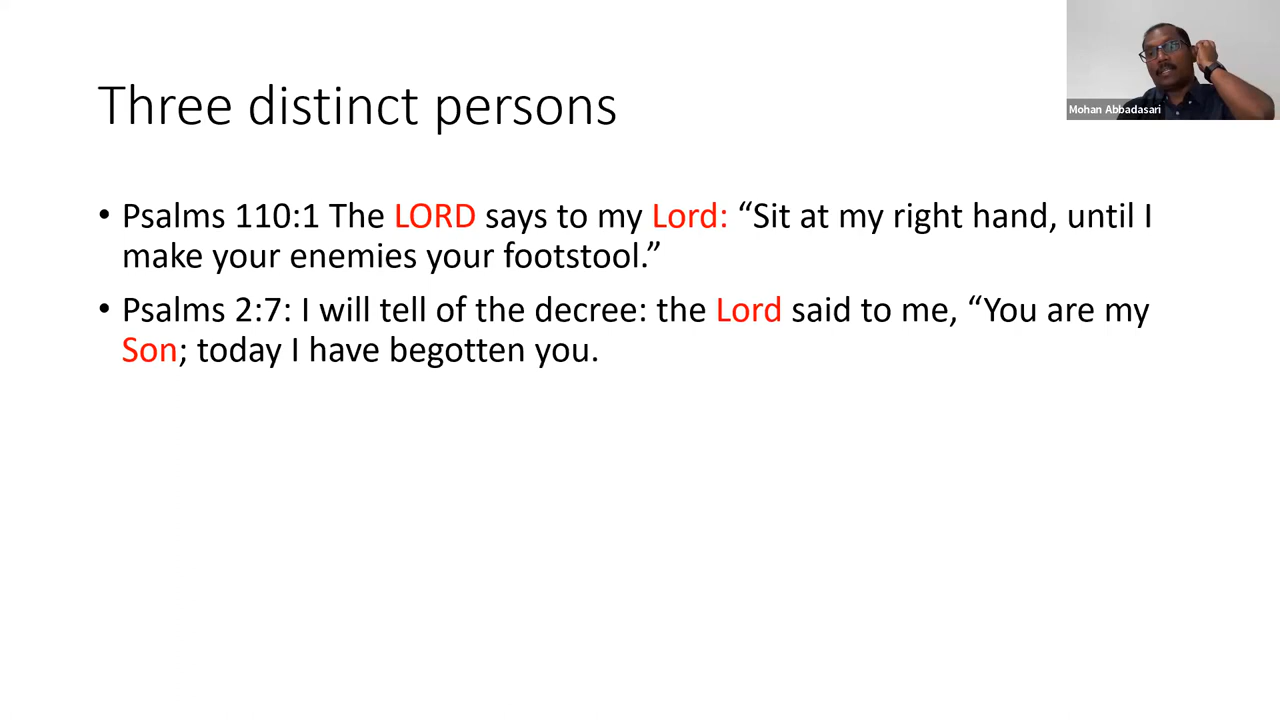 Three distinct persons
Mohan Abbadasari
• Psalms 110:1 The LORD says to my Lord: “Sit at my right hand, until I
make your enemies your footstool.”
• Psalms 2:7: I will tell of the decree: the Lord said to me, “You are my
Son; today I have begotten you.